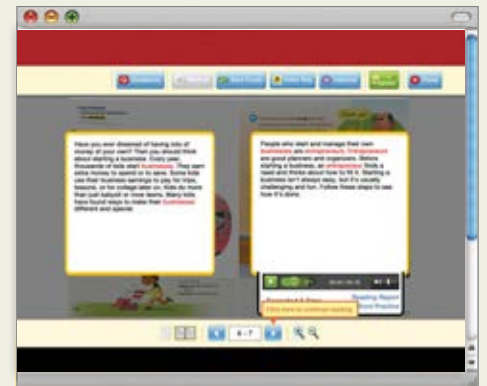 Have you ever dreamed of having lots of
money of your own? Then you should think
about starting a business. Every year,
thousands of kids start businesses. They earn
extra money to spend or to save. Some kids
use their business earnings to pay for trips,
lessons, or for college later on. Kids do more
than just babysit or mow lawns. Many kids
have found ways to make their businesses
different and special.
People who start and manage their own
businesses are entrepreneurs. Entrepreneurs
are good planners and organizers. Before
starting a business, an entrepreneur finds a
need and thinks about how to fill it. Starting a
business isn't always easy, but it's usually
challenging and fun. Follow these steps to see
how it's done.
Reading Report
More Practice
Click here to continue reading
6 - 7